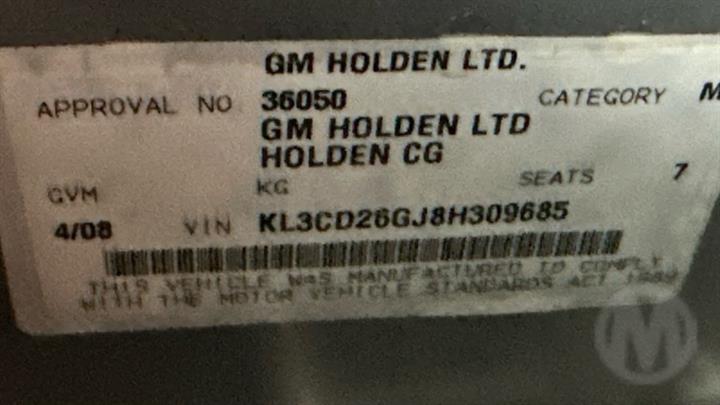 GM HOLDEN LTD.
APPROVAL NO 36050 CATEGORY M
GM HOLDEN LTD
HOLDEN CG
GVM KG SEATS 7
4/08 VIN KL3CD26GJ8H309685
THIS VEHICLE WAS MANUFACTURED TO COMPLY
WITH THE MOTOR VEHICLE STANDARDS ACT 1989
M